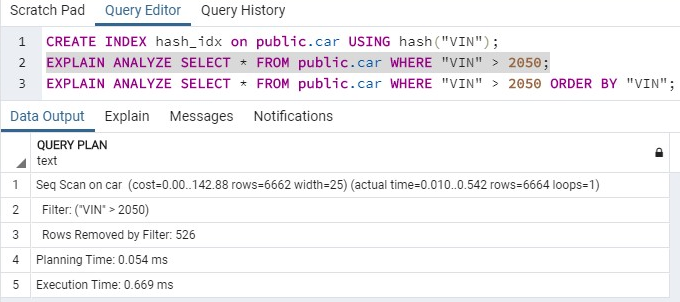 Scratch Pad Query Editor Query History
1 CREATE INDEX hash_idx on public.car USING hash("VIN");
2 EXPLAIN ANALYZE SELECT * FROM public.car WHERE "VIN" > 2050;
3 EXPLAIN ANALYZE SELECT * FROM public.car WHERE "VIN" > 2050 ORDER BY "VIN";
Data Output Explain Messages Notifications
QUERY PLAN
text
1 Seq Scan on car (cost=0.00..142.88 rows=6662 width=25) (actual time=0.010..0.542 rows=6664 loops=1)
2 Filter: ("VIN" > 2050)
3 Rows Removed by Filter: 526
4 Planning Time: 0.054 ms
5 Execution Time: 0.669 ms